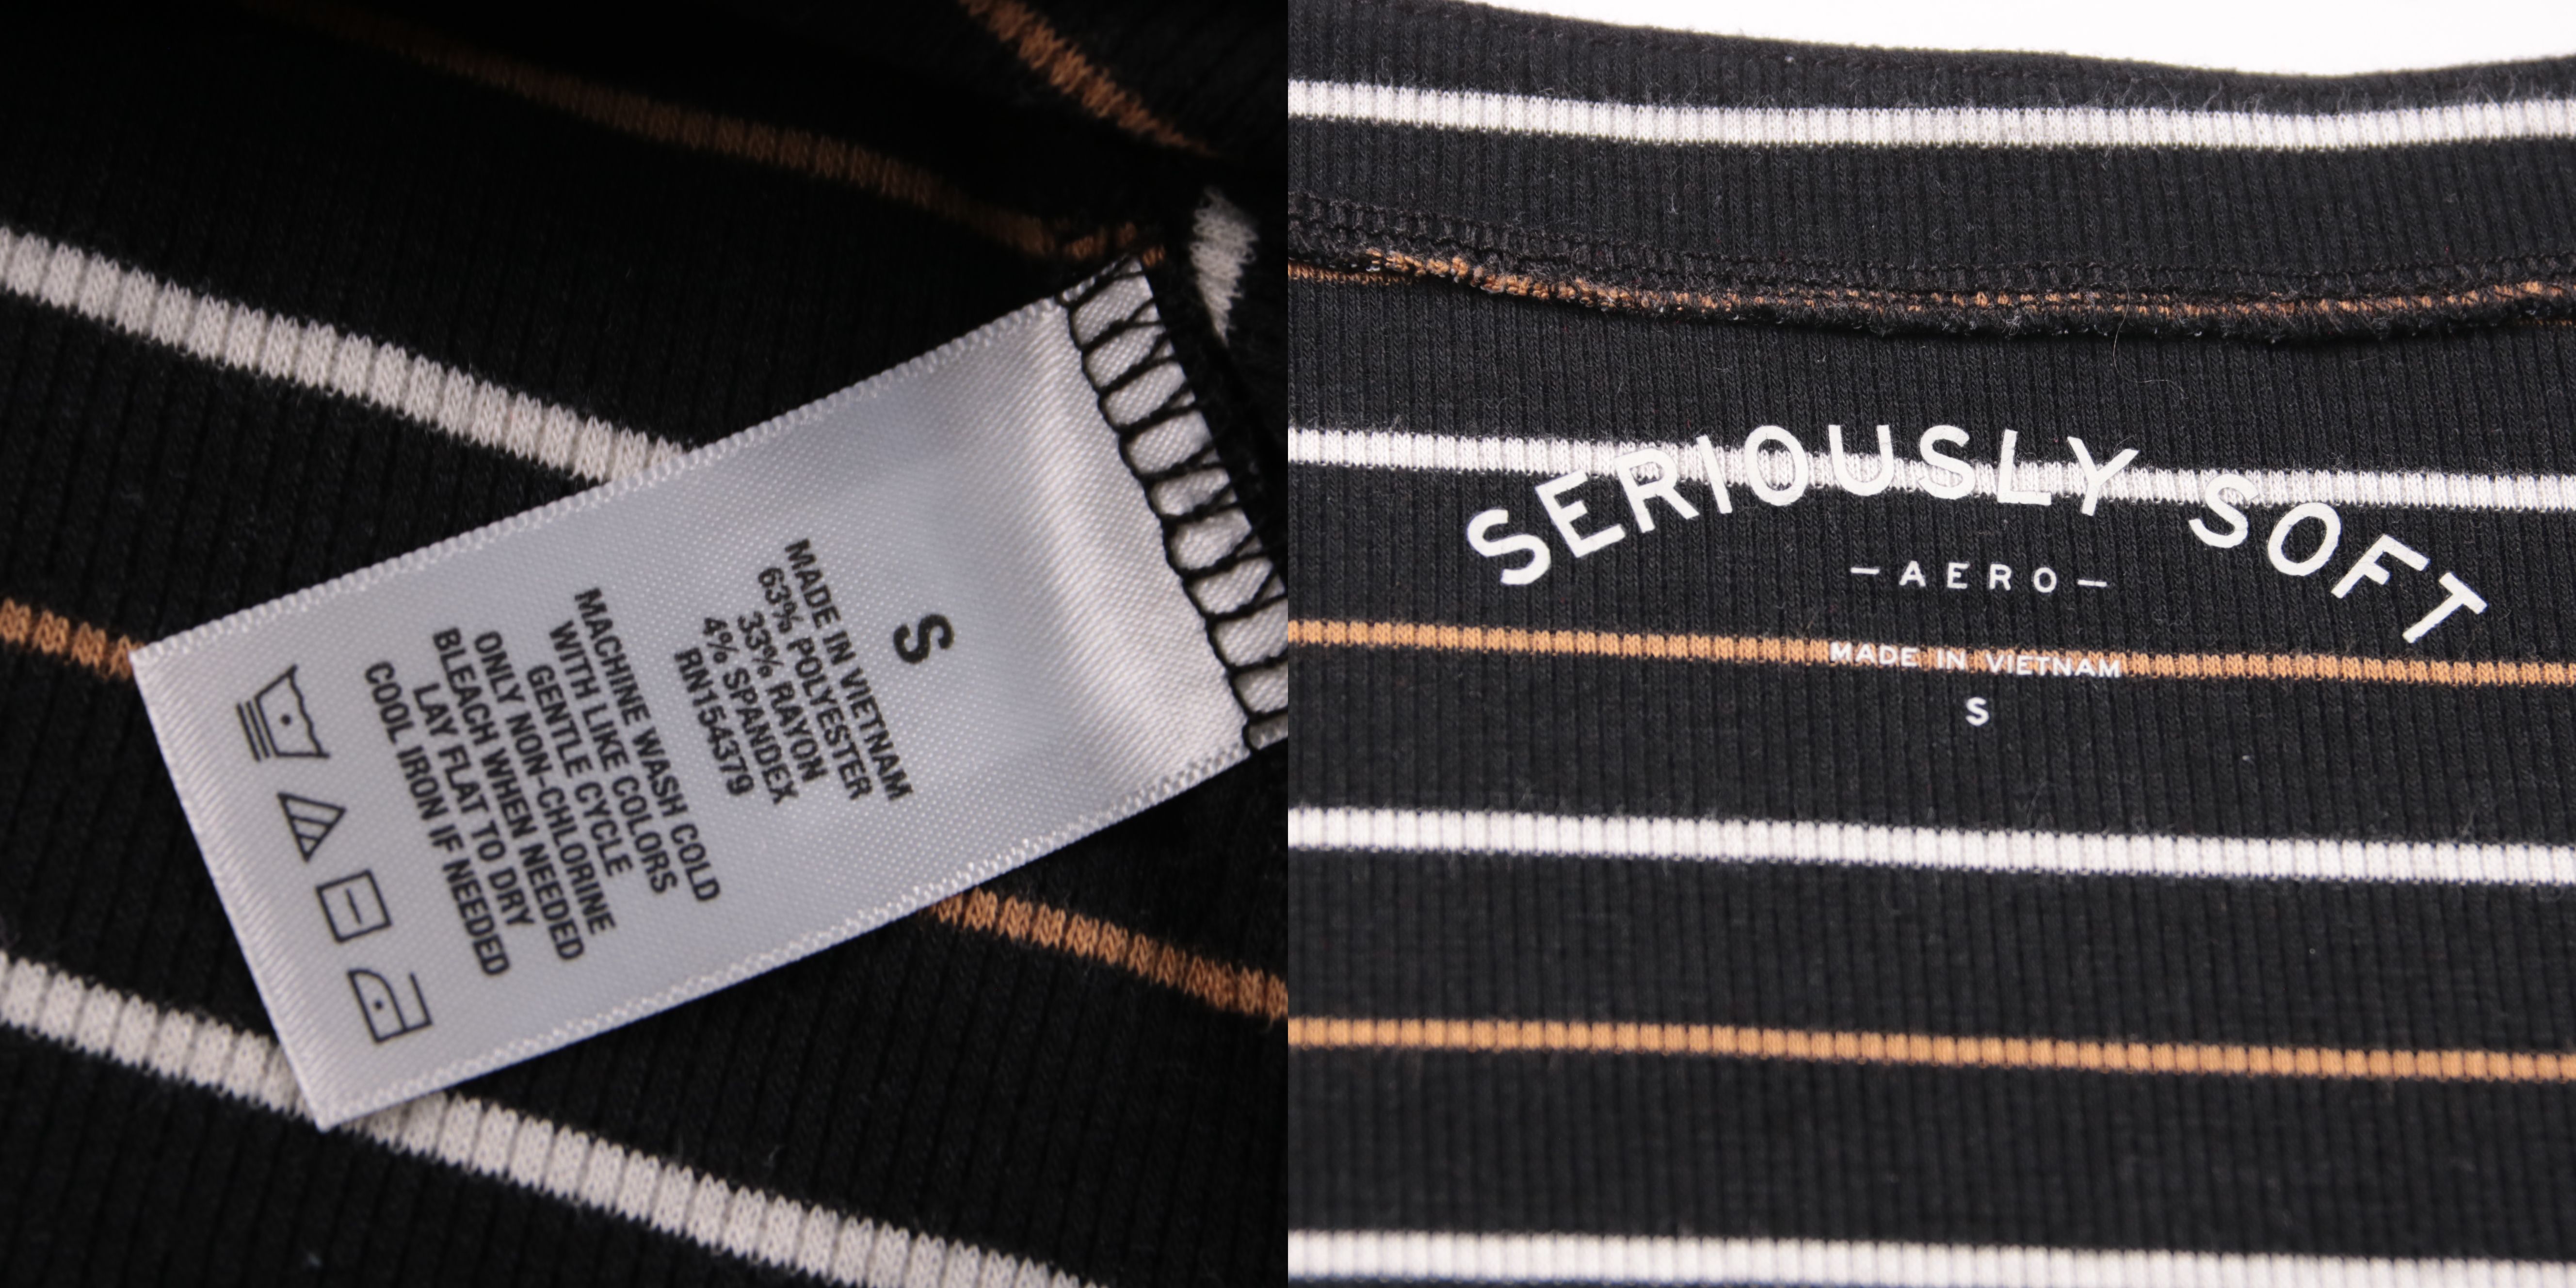 S
MADE IN VIETNAM
63% POLYESTER
33% RAYON
4% SPANDEX
RN154379
MACHINE WASH COLD
WITH LIKE COLORS
GENTLE CYCLE
ONLY NON-CHLORINE
BLEACH WHEN NEEDED
LAY FLAT TO DRY
COOL IRON IF NEEDED
SERIOUSLY SOFT
– AERO –
MADE IN VIETNAM
S